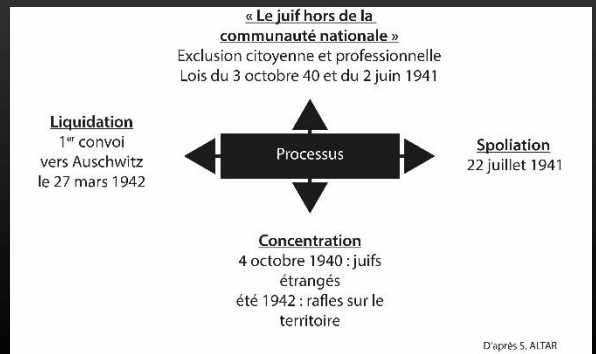 « Le juif hors de la
communauté nationale »
Exclusion citoyenne et professionnelle
Lois du 3 octobre 40 et du 2 juin 1941
Liquidation
1er convoi
vers Auschwitz
le 27 mars 1942
Processus
Spoliation
22 juillet 1941
Concentration
4 octobre 1940 : juifs
étrangés
été 1942 : rafles sur le
territoire
D'après S. ALTAR